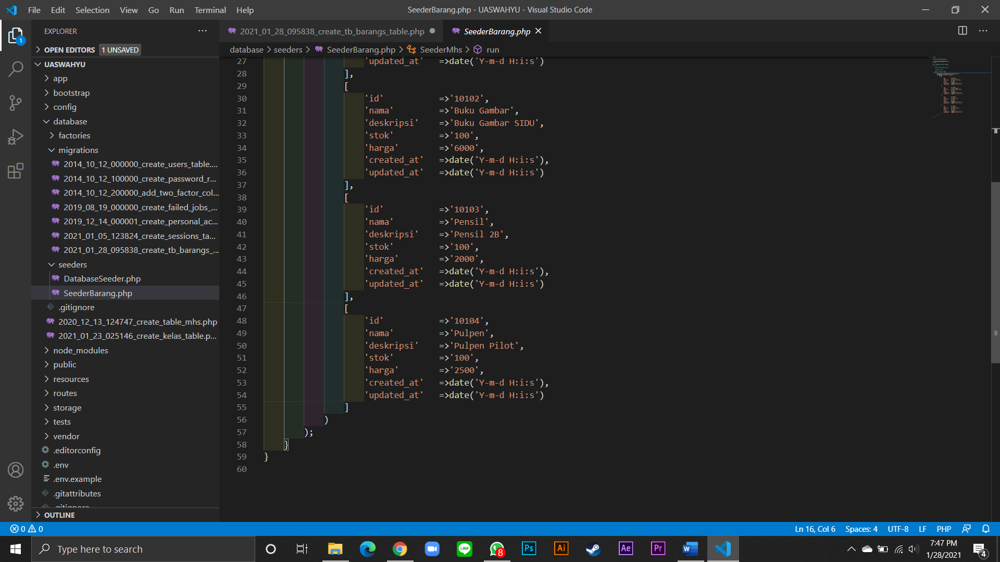 File Edit Selection View Go Run Terminal Help
SeederBarang.php - UASWAHYU - Visual Studio Code
EXPLORER
OPEN EDITORS 1 UNSAVED
UASWAHYU
app
bootstrap
config
database
factories
migrations
2014_10_12_000000_create_users_table....
2014_10_12_100000_create_password_r...
2014_10_12_200000_add_two_factor_col...
2019_08_19_000000_create_failed_jobs_...
2019_12_14_000001_create_personal_ac...
2021_01_05_123824_create_sessions_ta...
2021_01_28_095838_create_tb_barangs_...
seeders
DatabaseSeeder.php
SeederBarang.php
.gitignore
2020_12_13_124747_create_table_mhs.php
2021_01_23_025146_create_kelas_table.p...
node_modules
public
resources
routes
storage
tests
vendor
.editorconfig
.env
.env.example
.gitattributes
.gitignore
OUTLINE
1
2021_01_28_095838_create_tb_barangs_table.php
SeederBarang.php
database > seeders > SeederBarang.php > SeederMhs > run
27 'updated_at' =>date('Y-m-d H:i:s')
28 ],
29 [
30 'id' =>'10102',
31 'nama' =>'Buku Gambar',
32 'deskripsi' =>'Buku Gambar SIDU',
33 'stok' =>'100',
34 'harga' =>'6000',
35 'created_at' =>date('Y-m-d H:i:s'),
36 'updated_at' =>date('Y-m-d H:i:s')
37 ],
38 [
39 'id' =>'10103',
40 'nama' =>'Pensil',
41 'deskripsi' =>'Pensil 2B',
42 'stok' =>'100',
43 'harga' =>'2000',
44 'created_at' =>date('Y-m-d H:i:s'),
45 'updated_at' =>date('Y-m-d H:i:s')
46 ],
47 [
48 'id' =>'10104',
49 'nama' =>'Pulpen',
50 'deskripsi' =>'Pulpen Pilot',
51 'stok' =>'100',
52 'harga' =>'2500',
53 'created_at' =>date('Y-m-d H:i:s'),
54 'updated_at' =>date('Y-m-d H:i:s')
55 ]
56 )
57 );
58 }
59 }
60
0 0
Ln 16, Col 6 Spaces: 4 UTF-8 LF PHP
Type here to search
LINE
8
Ps
Ai
Ae
Pr
W
7:47 PM
1/28/2021
4